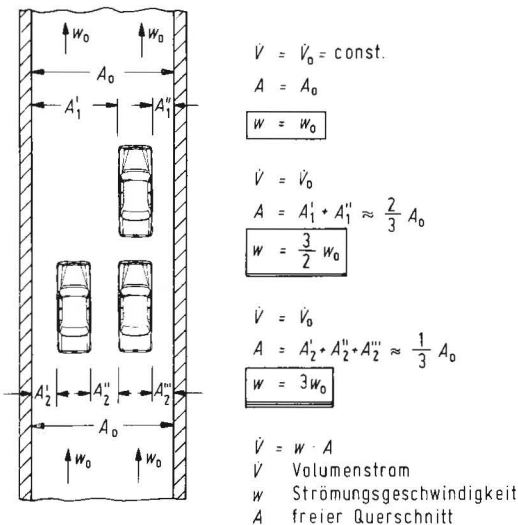 w₀ w₀
A₀
A₁' A₁''
A₂' A₂'' A₂'''
A₀
w₀ w₀
V̇ = V̇₀ = const.
A = A₀
w = w₀
V̇ = V̇₀
A = A₁' + A₁'' ≈ 2/3 A₀
w = 3/2 w₀
V̇ = V̇₀
A = A₂' + A₂'' + A₂''' ≈ 1/3 A₀
w = 3w₀
V̇ = w · A
V̇ Volumenstrom
w Strömungsgeschwindigkeit
A freier Querschnitt